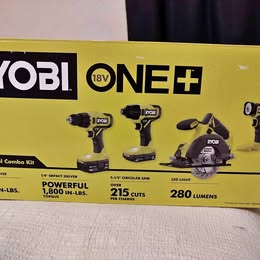 YOBI 18V ONE+
l Combo Kit
1/4" IMPACT DRIVER
POWERFUL
1,800 IN-LBS.
TORQUE
5-1/2" CIRCULAR SAW
OVER
215 CUTS
PER CHARGE
LED LIGHT
280 LUMENS
IN-LBS.